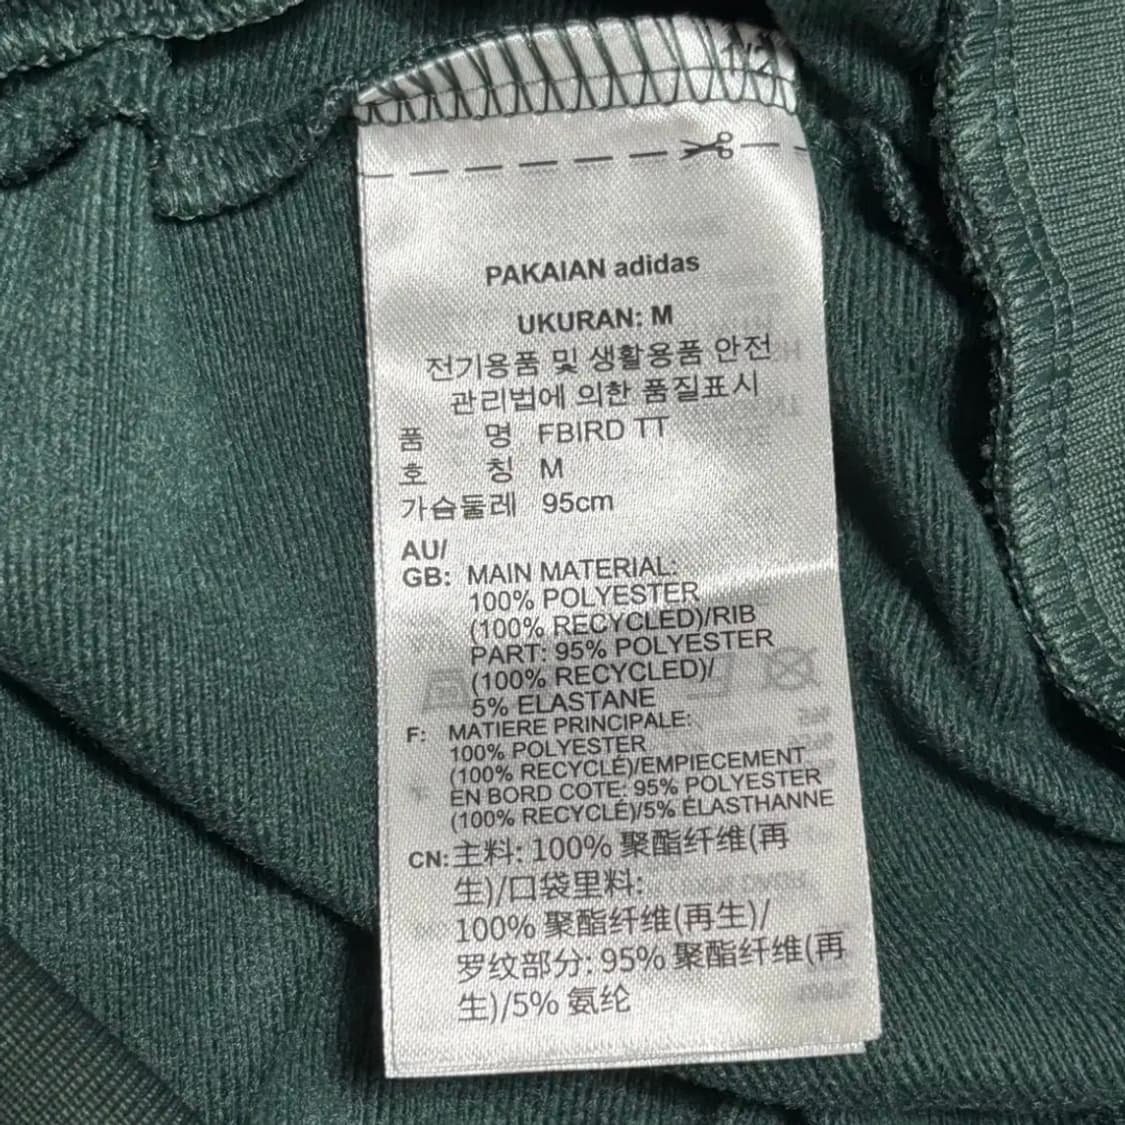 1/2
PAKAIAN adidas
UKURAN: M
전기용품 및 생활용품 안전
관리법에 의한 품질표시
품 명 FBIRD TT
호 칭 M
가슴둘레 95cm
AU/
GB: MAIN MATERIAL:
100% POLYESTER
(100% RECYCLED)/RIB
PART: 95% POLYESTER
(100% RECYCLED)/
5% ELASTANE
F: MATIERE PRINCIPALE:
100% POLYESTER
(100% RECYCLÉ)/EMPIECEMENT
EN BORD COTE: 95% POLYESTER
(100% RECYCLÉ)/5% ÉLASTHANNE
CN: 主料: 100% 聚酯纤维(再
生)/口袋里料:
100% 聚酯纤维(再生)/
罗纹部分: 95% 聚酯纤维(再
生)/5% 氨纶